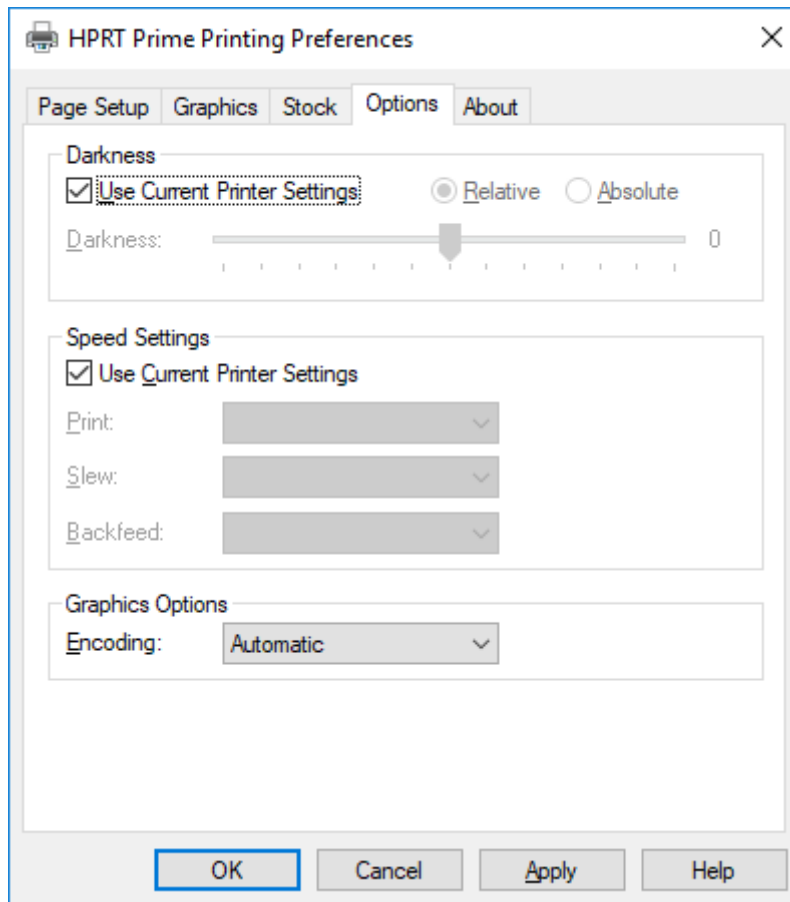 HPRT Prime Printing Preferences
Page Setup Graphics Stock Options About
Darkness
Use Current Printer Settings Relative Absolute
Darkness: 0
Speed Settings
Use Current Printer Settings
Print:
Slew:
Backfeed:
Graphics Options
Encoding: Automatic
OK Cancel Apply Help